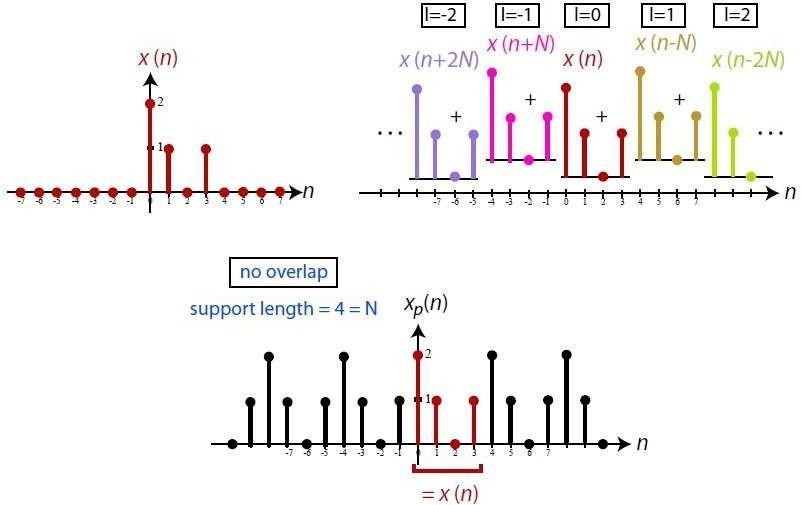 l=-2 l=-1 l=0 l=1 l=2
x (n)
x (n+2N) x (n+N) x (n) x (n-N) x (n-2N)
2
1
+ + + +
... ...
n
-7 -6 -5 -4 -3 -2 -1 0 1 2 3 4 5 6 7
n
-7 -6 -5 -4 -3 -2 -1 0 1 2 3 4 5 6 7
no overlap
support length = 4 = N
xp(n)
2
1
n
-7 -6 -5 -4 -3 -2 -1 0 1 2 3 4 5 6 7
= x (n)